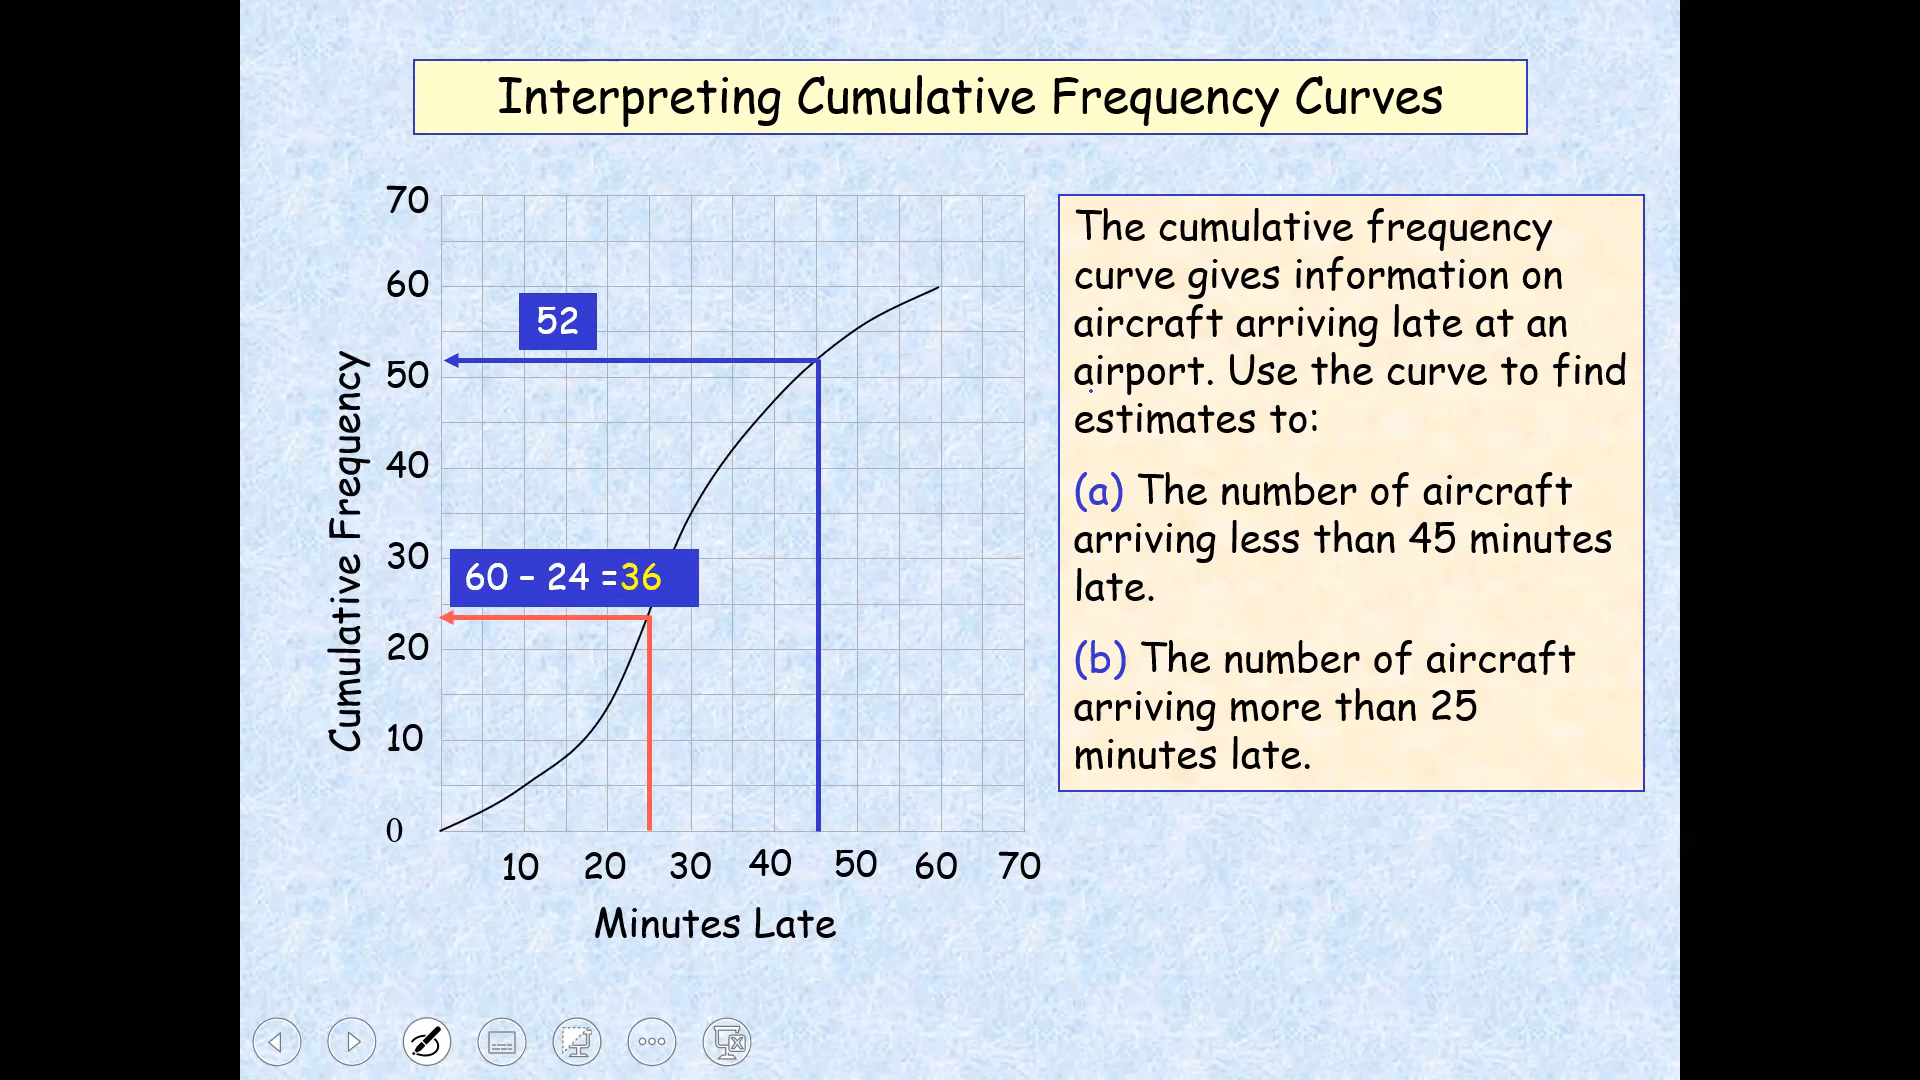 Interpreting Cumulative Frequency Curves
70
60
50
40
30
20
10
0
Cumulative Frequency
52
60 – 24 =36
10 20 30 40 50 60 70
Minutes Late
The cumulative frequency
curve gives information on
aircraft arriving late at an
airport. Use the curve to find
estimates to:
(a) The number of aircraft
arriving less than 45 minutes
late.
(b) The number of aircraft
arriving more than 25
minutes late.